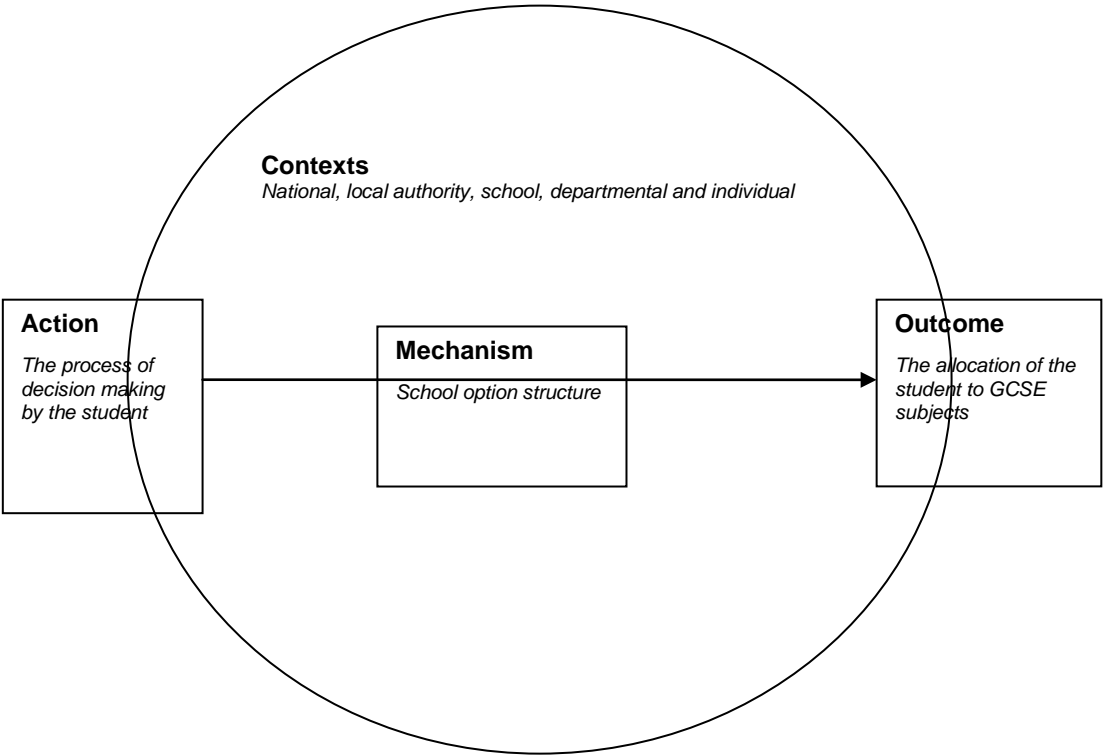 Contexts
National, local authority, school, departmental and individual
Action
The process of
decision making
by the student
Mechanism
School option structure
Outcome
The allocation of the
student to GCSE
subjects